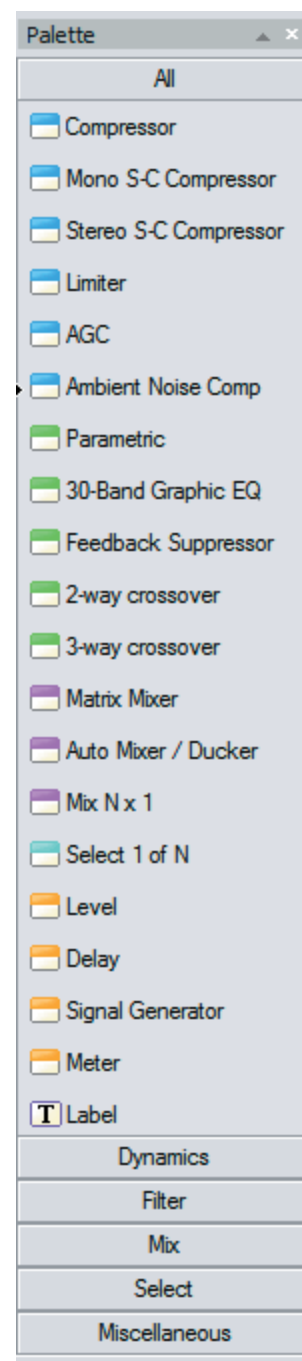 Palette
All
Compressor
Mono S-C Compressor
Stereo S-C Compressor
Limiter
AGC
Ambient Noise Comp
Parametric
30-Band Graphic EQ
Feedback Suppressor
2-way crossover
3-way crossover
Matrix Mixer
Auto Mixer / Ducker
Mix N x 1
Select 1 of N
Level
Delay
Signal Generator
Meter
T Label
Dynamics
Filter
Mix
Select
Miscellaneous